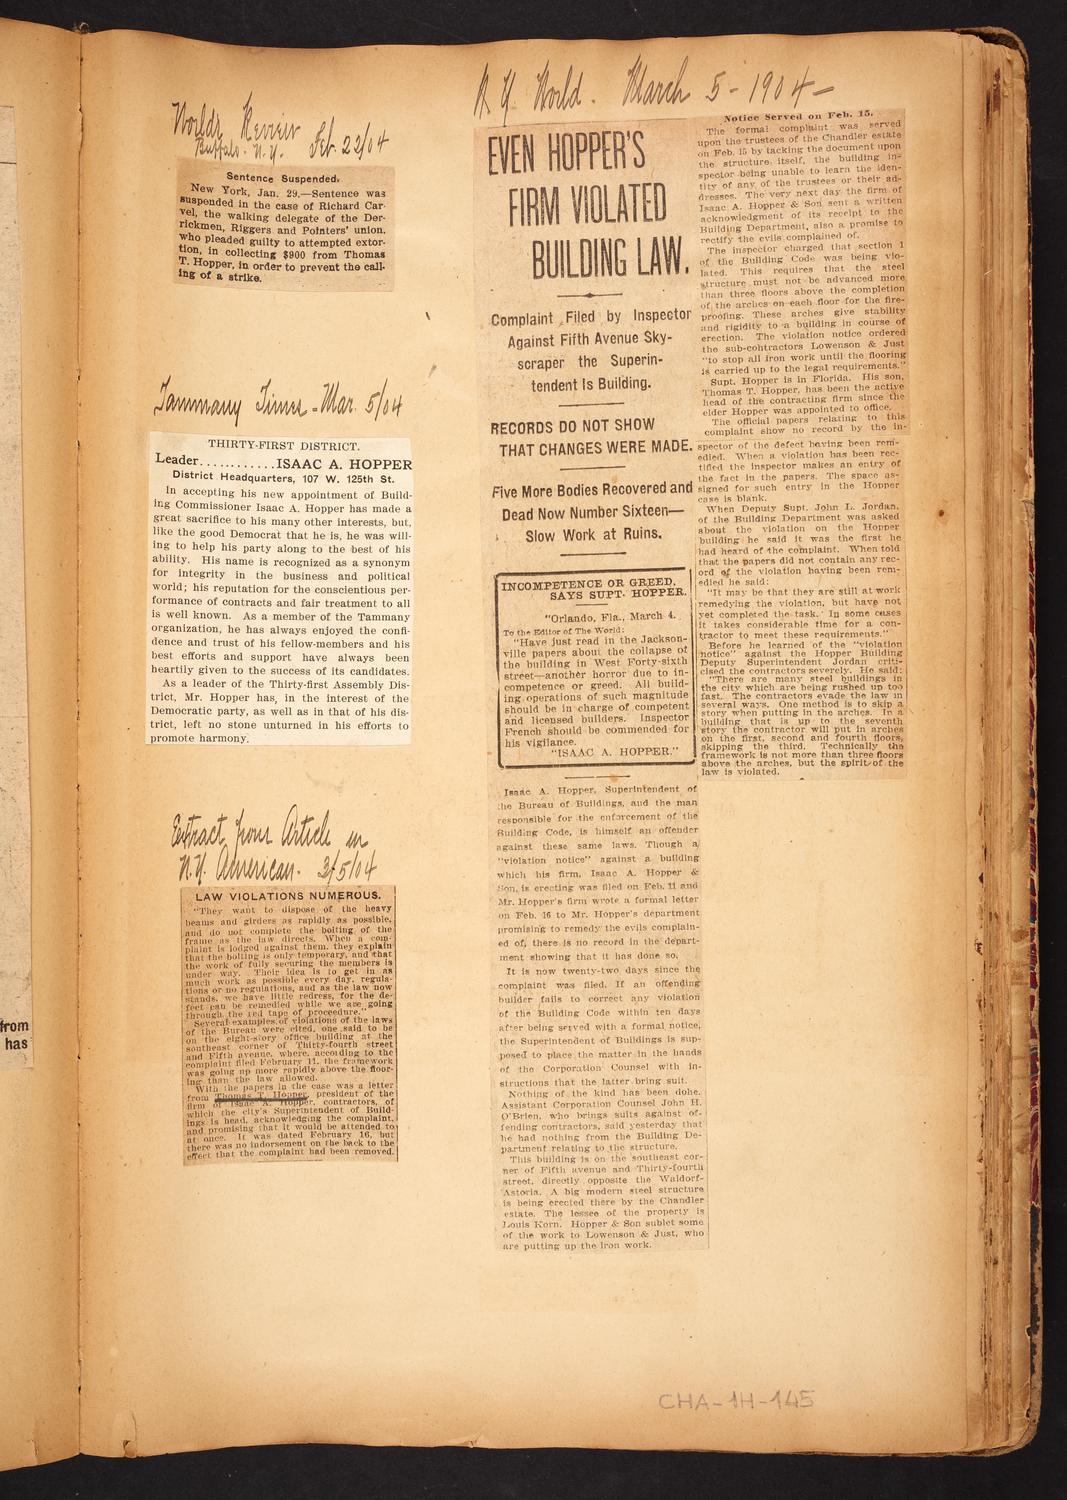 World's Review
Buffalo. N.Y. Feb. 22/04
Sentence Suspended.
New York, Jan. 29.—Sentence was
suspended in the case of Richard Car-
vel, the walking delegate of the Der-
rickmen, Riggers and Pointers' union,
who pleaded guilty to attempted extor-
tion, in collecting $900 from Thomas
T. Hopper, in order to prevent the call-
ing of a strike.
Tammany Times - Mar. 5/04
THIRTY-FIRST DISTRICT.
Leader............ISAAC A. HOPPER
District Headquarters, 107 W. 125th St.
In accepting his new appointment of Build-
ing Commissioner Isaac A. Hopper has made a
great sacrifice to his many other interests, but,
like the good Democrat that he is, he was will-
ing to help his party along to the best of his
ability. His name is recognized as a synonym
for integrity in the business and political
world; his reputation for the conscientious per-
formance of contracts and fair treatment to all
is well known. As a member of the Tammany
organization, he has always enjoyed the confi-
dence and trust of his fellow-members and his
best efforts and support have always been
heartily given to the success of its candidates.
As a leader of the Thirty-first Assembly Dis-
trict, Mr. Hopper has, in the interest of the
Democratic party, as well as in that of his dis-
trict, left no stone unturned in his efforts to
promote harmony.
Extract from Article in
N.Y. American. 3/5/04
LAW VIOLATIONS NUMEROUS.
"They want to dispose of the heavy
beams and girders as rapidly as possible,
and do not complete the bolting of the
frame as the law directs. When a com-
plaint is lodged against them, they explain
that the bolting is only temporary, and that
the work of fully securing the members is
under way. Their idea is to get in as
much work as possible every day, regula-
tions or no regulations, and as the law now
stands, we have little redress, for the de-
fect can be remedied while we are going
through the red tape of proceedure."
Several examples of violations of the laws
of the Bureau were cited, one said to be
on the eight-story office building at the
southeast corner of Thirty-fourth street
and Fifth avenue, where, according to the
complaint filed February 11, the framework
was going up more rapidly above the floor-
ing than the law allowed.
With the papers in the case was a letter
from Thomas T. Hopper, president of the
firm of Isaac A. Hopper, contractors, of
which the city's Superintendent of Build-
ings is head, acknowledging the complaint,
and promising that it would be attended to
at once. It was dated February 16, but
there was no indorsement on the back to the
effect that the complaint had been removed.
N. Y. World. March 5 - 1904 -
EVEN HOPPER'S
FIRM VIOLATED
BUILDING LAW.
Complaint Filed by Inspector
Against Fifth Avenue Sky-
scraper the Superin-
tendent Is Building.
RECORDS DO NOT SHOW
THAT CHANGES WERE MADE.
Five More Bodies Recovered and
Dead Now Number Sixteen—
Slow Work at Ruins.
INCOMPETENCE OR GREED,
SAYS SUPT. HOPPER.
"Orlando, Fla., March 4.
To the Editor of The World:
"Have just read in the Jackson-
ville papers about the collapse of
the building in West Forty-sixth
street—another horror due to in-
competence or greed. All build-
ing operations of such magnitude
should be in charge of competent
and licensed builders. Inspector
French should be commended for
his vigilance.
"ISAAC A. HOPPER."
Isaac A. Hopper, Superintendent of
the Bureau of Buildings, and the man
responsible for the enforcement of the
Building Code, is himself an offender
against these same laws. Though a
"violation notice" against a building
which his firm, Isaac A. Hopper &
Son, is erecting was filed on Feb. 11 and
Mr. Hopper's firm wrote a formal letter
on Feb. 16 to Mr. Hopper's department
promising to remedy the evils complain-
ed of, there is no record in the depart-
ment showing that it has done so.
It is now twenty-two days since the
complaint was filed. If an offending
builder fails to correct any violation
of the Building Code within ten days
after being served with a formal notice,
the Superintendent of Buildings is sup-
posed to place the matter in the hands
of the Corporation Counsel with in-
structions that the latter bring suit.
Nothing of the kind has been done.
Assistant Corporation Counsel John H.
O'Brien, who brings suits against of-
fending contractors, said yesterday that
he had nothing from the Building De-
partment relating to the structure.
This building is on the southeast cor-
ner of Fifth avenue and Thirty-fourth
street, directly opposite the Waldorf-
Astoria. A big modern steel structure
is being erected there by the Chandler
estate. The lessee of the property is
Louis Korn. Hopper & Son sublet some
of the work to Lowenson & Just, who
are putting up the iron work.
Notice Served on Feb. 15.
The formal complaint was served
upon the trustees of the Chandler estate
on Feb. 15 by tacking the document upon
the structure itself, the building in-
spector being unable to learn the iden-
tity of any of the trustees or their ad-
dresses. The very next day the firm of
Isaac A. Hopper & Son sent a written
acknowledgment of its receipt to the
Building Department, also a promise to
rectify the evils complained of.
The inspector charged that section 1
of the Building Code was being vio-
lated. This requires that the steel
structure must not be advanced more
than three floors above the completion
of the arches on each floor for the fire-
proofing. These arches give stability
and rigidity to a building in course of
erection. The violation notice ordered
the sub-contractors Lowenson & Just
"to stop all iron work until the flooring
is carried up to the legal requirements."
Supt. Hopper is in Florida. His son,
Thomas T. Hopper, has been the active
head of the contracting firm since the
elder Hopper was appointed to office.
The official papers relating to this
complaint show no record by the in-
spector of the defect having been rem-
edied. When a violation has been rec-
tified the inspector makes an entry of
the fact in the papers. The space as-
signed for such entry in the Hopper
case is blank.
When Deputy Supt. John L. Jordan,
of the Building Department was asked
about the violation on the Hopper
building he said it was the first he
had heard of the complaint. When told
that the papers did not contain any rec-
ord of the violation having been rem-
edied he said:
"It may be that they are still at work
remedying the violation, but have not
yet completed the task. In some cases
it takes considerable time for a con-
tractor to meet these requirements."
Before he learned of the "violation
notice" against the Hopper Building
Deputy Superintendent Jordan criti-
cised the contractors severely. He said:
"There are many steel buildings in
the city which are being rushed up too
fast. The contractors evade the law in
several ways. One method is to skip a
story when putting in the arches. In a
building that is up to the seventh
story the contractor will put in arches
on the first, second and fourth floors,
skipping the third. Technically the
framework is not more than three floors
above the arches, but the spirit of the
law is violated.
from
has
CHA-1H-145